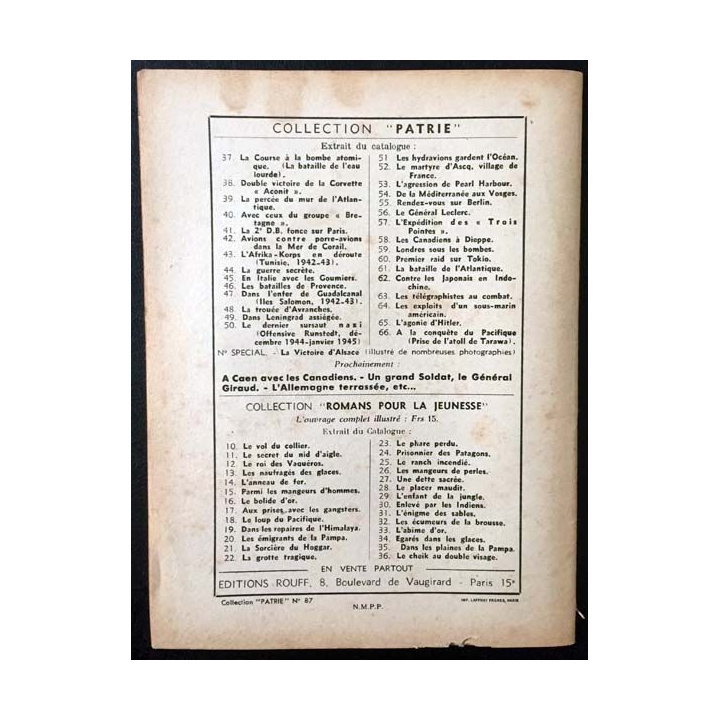 COLLECTION "PATRIE"
Extrait du catalogue :
37. La Course à la bombe atomi-
que. (La bataille de l'eau
lourde).
38. Double victoire de la Corvette
« Aconit ».
39. La percée du mur de l'Atlan-
tique.
40. Avec ceux du groupe « Bre-
tagne ».
41. La 2e D.B. fonce sur Paris.
42. Avions contre porte-avions
dans la Mer de Corail.
43. L'Afrika-Korps en déroute
(Tunisie, 1942-43).
44. La guerre secrète.
45. En Italie avec les Goumiers.
46. Les batailles de Provence.
47. Dans l'enfer de Guadalcanal
(Iles Salomon, 1942-43).
48. La trouée d'Avranches.
49. Dans Leningrad assiégée.
50. Le dernier sursaut nazi
(Offensive Runstedt, dé-
cembre 1944-janvier 1945)
51 Les hydravions gardent l'Océan.
52. Le martyre d'Ascq, village de
France.
53. L'agression de Pearl Harbour.
54. De la Méditerranée aux Vosges.
55. Rendez-vous sur Berlin.
56. Le Général Leclerc.
57. L'Expédition des « Trois
Pointes ».
58. Les Canadiens à Dieppe.
59. Londres sous les bombes.
60. Premier raid sur Tokio.
61. La bataille de l'Atlantique.
62. Contre les Japonais en Indo-
chine.
63. Les télégraphistes au combat.
64. Les exploits d'un sous-marin
américain.
65. L'agonie d'Hitler.
66. A la conquête du Pacifique
(Prise de l'atoll de Tarawa).
N° SPECIAL. - La Victoire d'Alsace (illustré de nombreuses photographies)
Prochainement :
A Caen avec les Canadiens. - Un grand Soldat, le Général
Giraud. - L'Allemagne terrassée, etc...
COLLECTION "ROMANS POUR LA JEUNESSE"
L'ouvrage complet illustré : Frs 15.
Extrait du Catalogue :
10. Le vol du collier.
11. Le secret du nid d'aigle.
12. Le roi des Vaquéros.
13. Les naufragés des glaces.
14. L'anneau de fer.
15. Parmi les mangeurs d'hommes.
16. Le bolide d'or.
17. Aux prises avec les gangsters.
18. Le loup du Pacifique.
19. Dans les repaires de l'Himalaya.
20. Les émigrants de la Pampa.
21. La Sorcière du Hoggar.
22. La grotte tragique.
23. Le phare perdu.
24. Prisonnier des Patagons.
25. Le ranch incendié.
26. Les mangeurs de perles.
27. Une dette sacrée.
28. Le placer maudit.
29. L'enfant de la jungle.
30. Enlevé par les Indiens.
31. L'énigme des sables.
32. Les écumeurs de la brousse.
33. L'abîme d'or.
34. Egarés dans les glaces.
35. Dans les plaines de la Pampa.
36. Le cheik au double visage.
EN VENTE PARTOUT
EDITIONS ROUFF, 8, Boulevard de Vaugirard - Paris 15e
Collection "PATRIE" N° 87
N.M.P.P.
IMP. LAFFRAY FRERES, PARIS